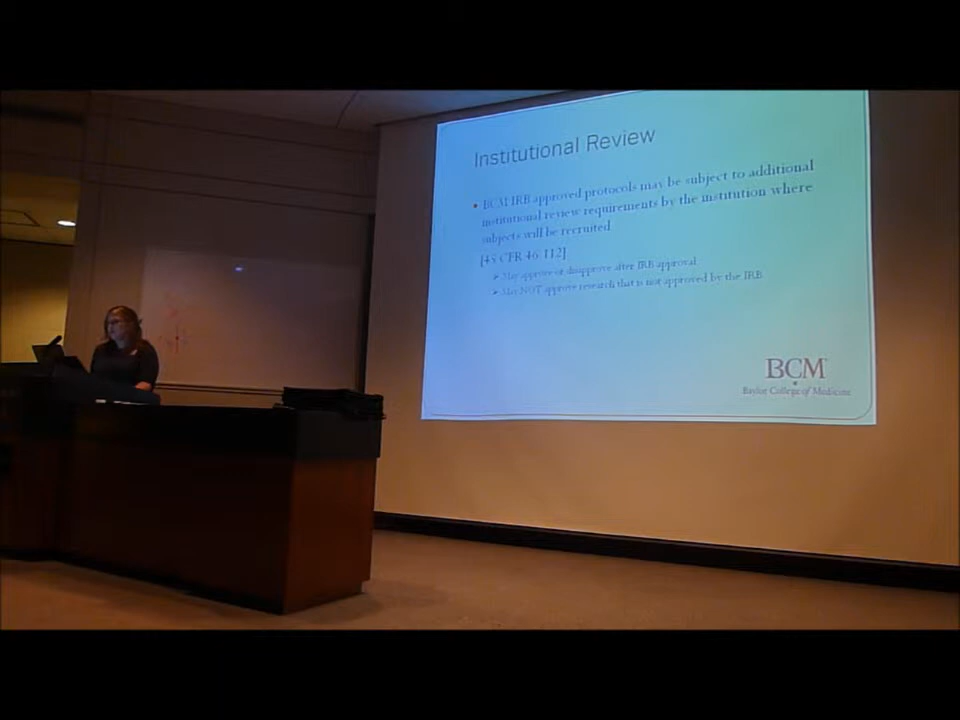 Institutional Review
• BCM IRB approved protocols may be subject to additional
institutional review requirements by the institution where
subjects will be recruited
[45 CFR 46 112]
➢ May approve or disapprove after IRB approval
➢ May NOT approve research that is not approved by the IRB
BCM
Baylor College of Medicine